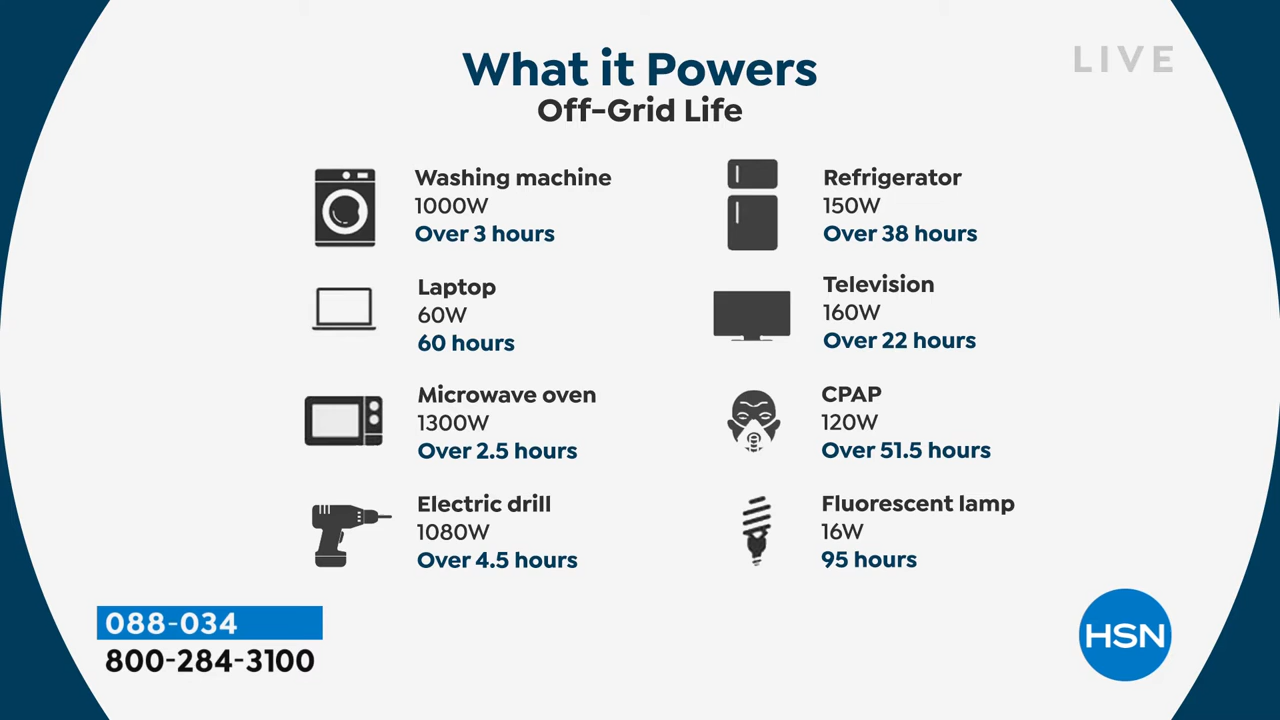 What it Powers
LIVE
Off-Grid Life
Washing machine
1000W
Over 3 hours
Refrigerator
150W
Over 38 hours
Laptop
60W
60 hours
Television
160W
Over 22 hours
Microwave oven
1300W
Over 2.5 hours
CPAP
120W
Over 51.5 hours
Electric drill
1080W
Over 4.5 hours
Fluorescent lamp
16W
95 hours
088-034
800-284-3100
HSN